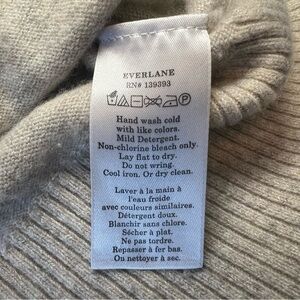 EVERLANE
RN# 139393
Hand wash cold
with like colors.
Mild Detergent.
Non-chlorine bleach only.
Lay flat to dry.
Do not wring.
Cool iron. Or dry clean.
Laver à la main à
l'eau froide
avec couleurs similaires.
Détergent doux.
Blanchir sans chlore.
Sécher à plat.
Ne pas tordre.
Repasser à fer bas.
Ou nettoyer à sec.